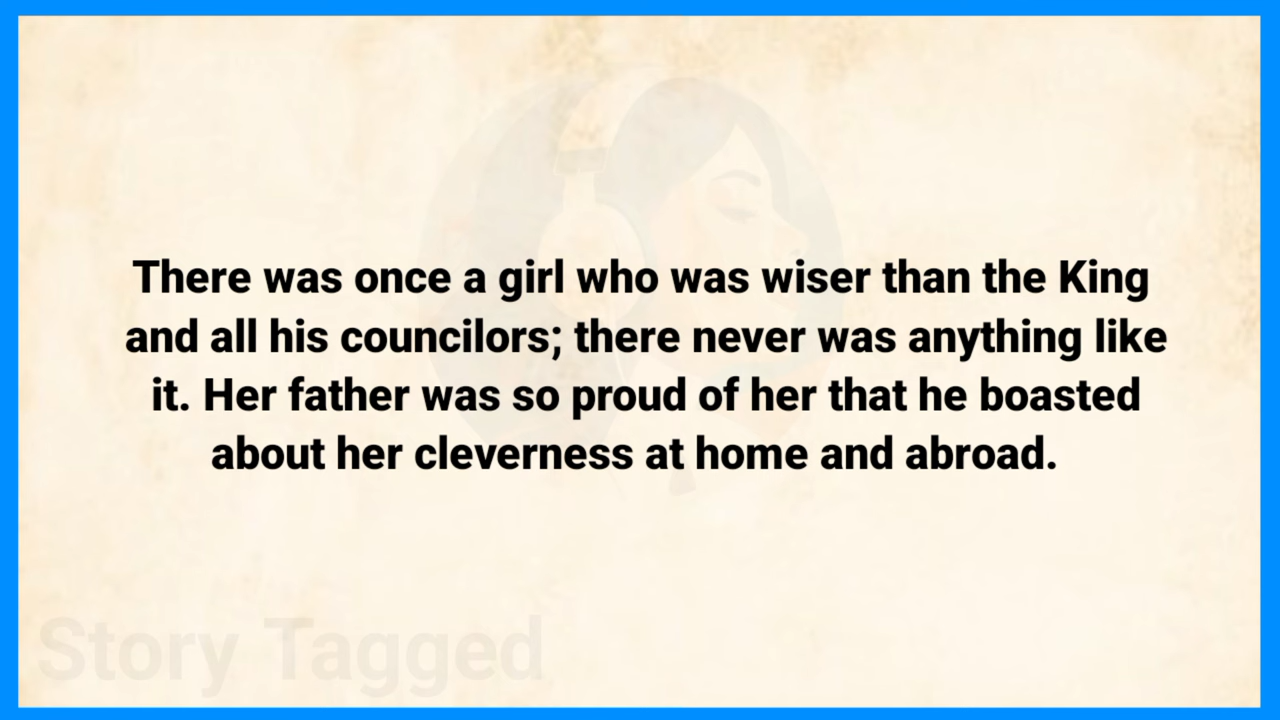 There was once a girl who was wiser than the King
and all his councilors; there never was anything like
it. Her father was so proud of her that he boasted
about her cleverness at home and abroad.
Story Tagged